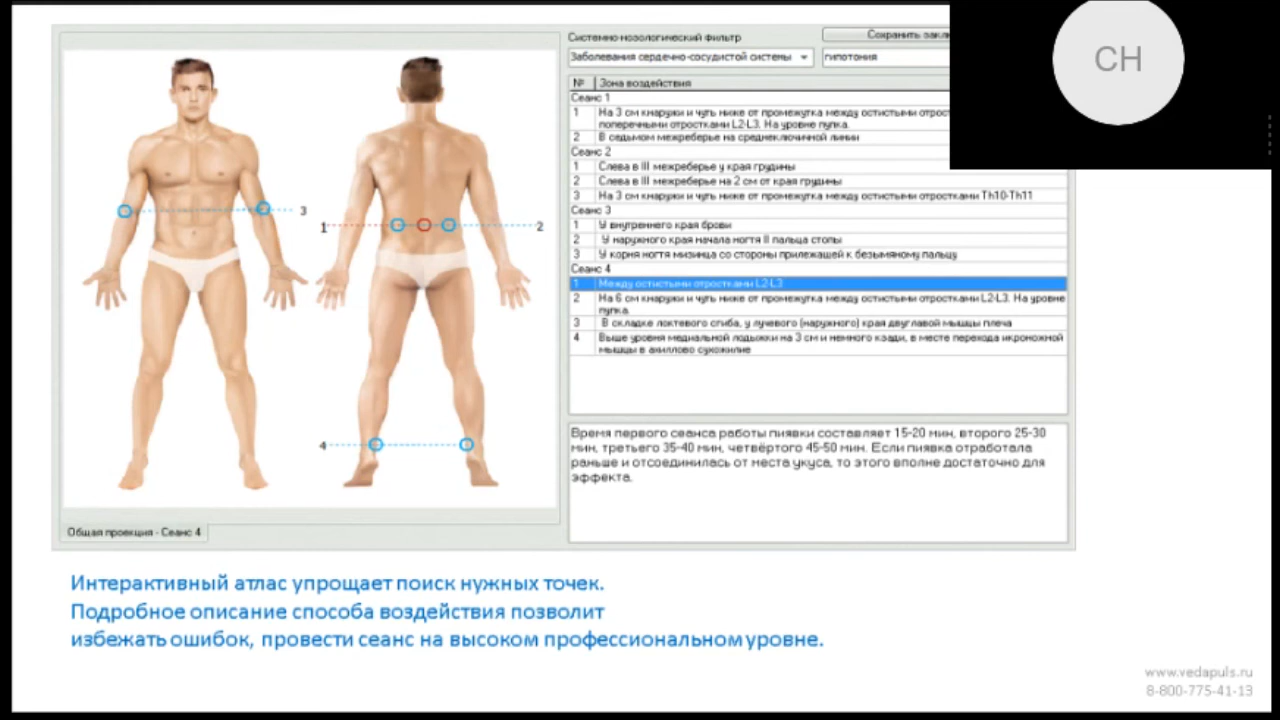 Системно-нозологический фильтр
Сохранить
Заболевания сердечно-сосудистой системы
гипотония
№ Зона воздействия
Сеанс 1
1 На 3 см кнаружи и чуть ниже от промежутка между остистыми
поперечными отростками L2-L3. На уровне пупка.
2 В седьмом межреберье на среднеключичной линии
Сеанс 2
1 Слева в III межреберье у края грудины
2 Слева в III межреберье на 2 см от края грудины
3 На 3 см кнаружи и чуть ниже от промежутка между остистыми отростками Th10-Th11
Сеанс 3
1 У внутреннего края брови
2 У наружного края начала ногтя II пальца стопы
3 У корня ногтя мизинца со стороны прилежащей к безымяному пальцу
Сеанс 4
1 Между остистыми отростками L2-L3
2 На 6 см кнаружи и чуть ниже от промежутка между остистыми отростками L2-L3. На уровне
пупка.
3 В складке локтевого сгиба, у лучевого (наружного) края двуглавой мышцы плеча
4 Выше уровня медиальной лодыжки на 3 см и немного кзади, в месте перехода икроножной
мышцы в ахиллово сухожилие
3
1
2
4
Время первого сеанса работы пиявки составляет 15-20 мин, второго 25-30
мин, третьего 35-40 мин, четвёртого 45-50 мин. Если пиявка отработала
раньше и отсоединилась от места укуса, то этого вполне достаточно для
эффекта.
Общая проекция - Сеанс 4
CH
Интерактивный атлас упрощает поиск нужных точек.
Подробное описание способа воздействия позволит
избежать ошибок, провести сеанс на высоком профессиональном уровне.
www.vedapuls.ru
8-800-775-41-13